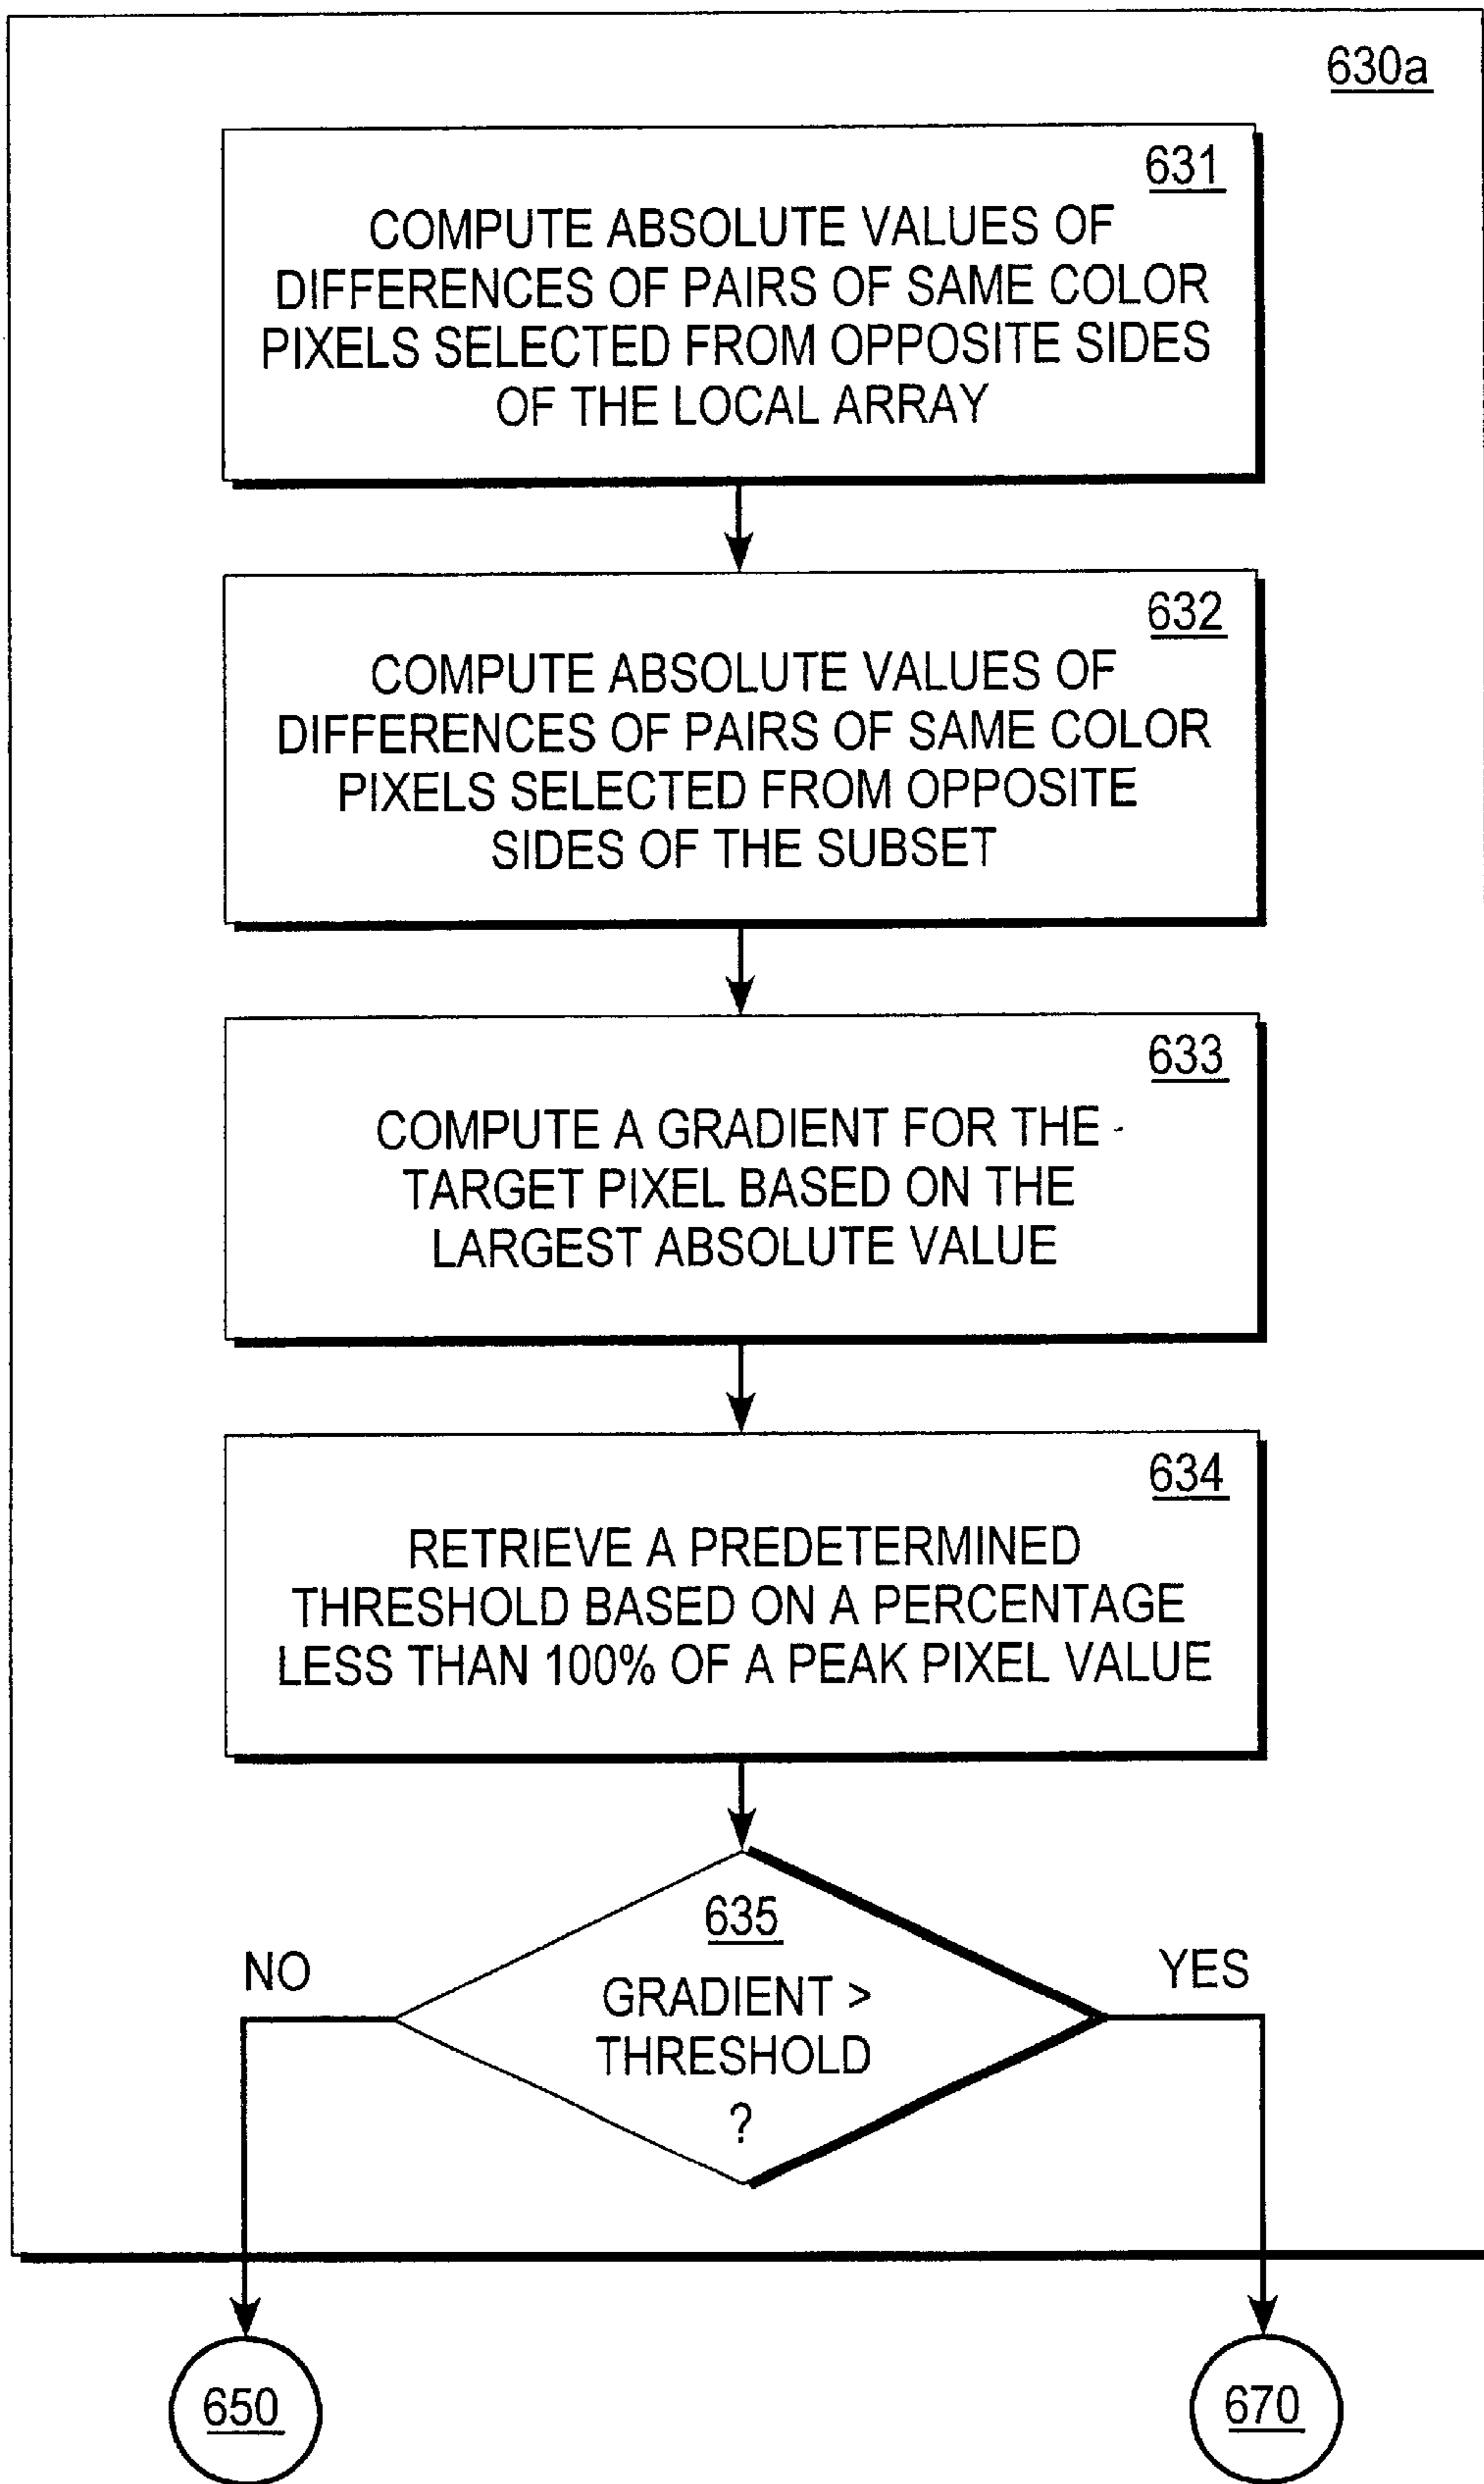 630a
631
COMPUTE ABSOLUTE VALUES OF
DIFFERENCES OF PAIRS OF SAME COLOR
PIXELS SELECTED FROM OPPOSITE SIDES
OF THE LOCAL ARRAY
632
COMPUTE ABSOLUTE VALUES OF
DIFFERENCES OF PAIRS OF SAME COLOR
PIXELS SELECTED FROM OPPOSITE
SIDES OF THE SUBSET
633
COMPUTE A GRADIENT FOR THE
TARGET PIXEL BASED ON THE
LARGEST ABSOLUTE VALUE
634
RETRIEVE A PREDETERMINED
THRESHOLD BASED ON A PERCENTAGE
LESS THAN 100% OF A PEAK PIXEL VALUE
635
NO
YES
GRADIENT >
THRESHOLD
?
650
670